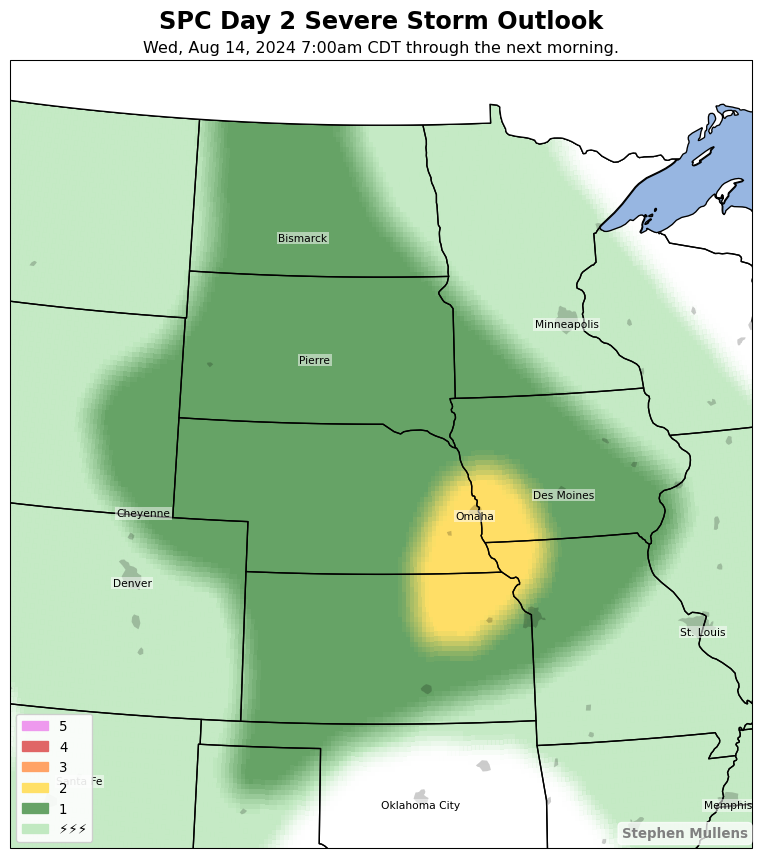 SPC Day 2 Severe Storm Outlook
Wed, Aug 14, 2024 7:00am CDT through the next morning.
Bismarck
Minneapolis
Pierre
Des Moines
Omaha
Cheyenne
Denver
St. Louis
5
4
3
2
Santa Fe
1
⚡⚡⚡
Oklahoma City
Memphis
Stephen Mullens